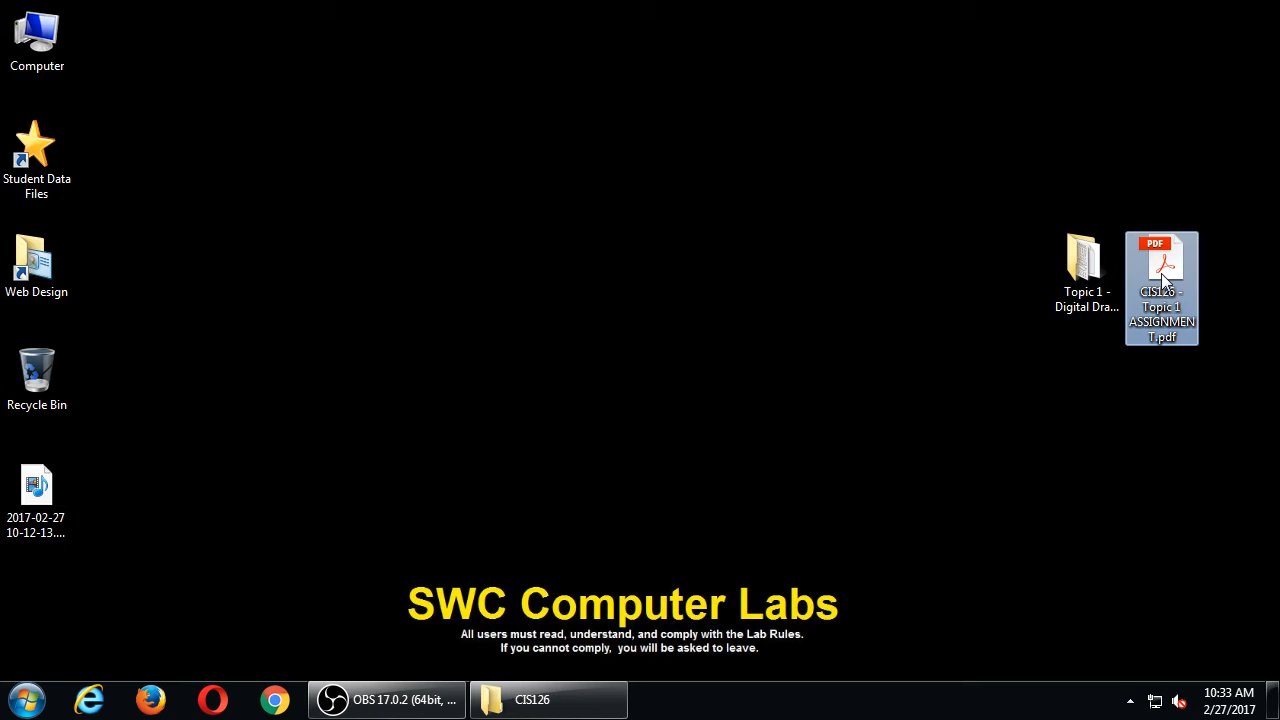 Computer
Student Data
Files
Web Design
Recycle Bin
2017-02-27
10-12-13....
Topic 1 -
Digital Dra...
PDF
CIS126 -
Topic 1
ASSIGNMEN
T.pdf
SWC Computer Labs
All users must read, understand, and comply with the Lab Rules.
If you cannot comply, you will be asked to leave.
OBS 17.0.2 (64bit, ...
CIS126
10:33 AM
2/27/2017